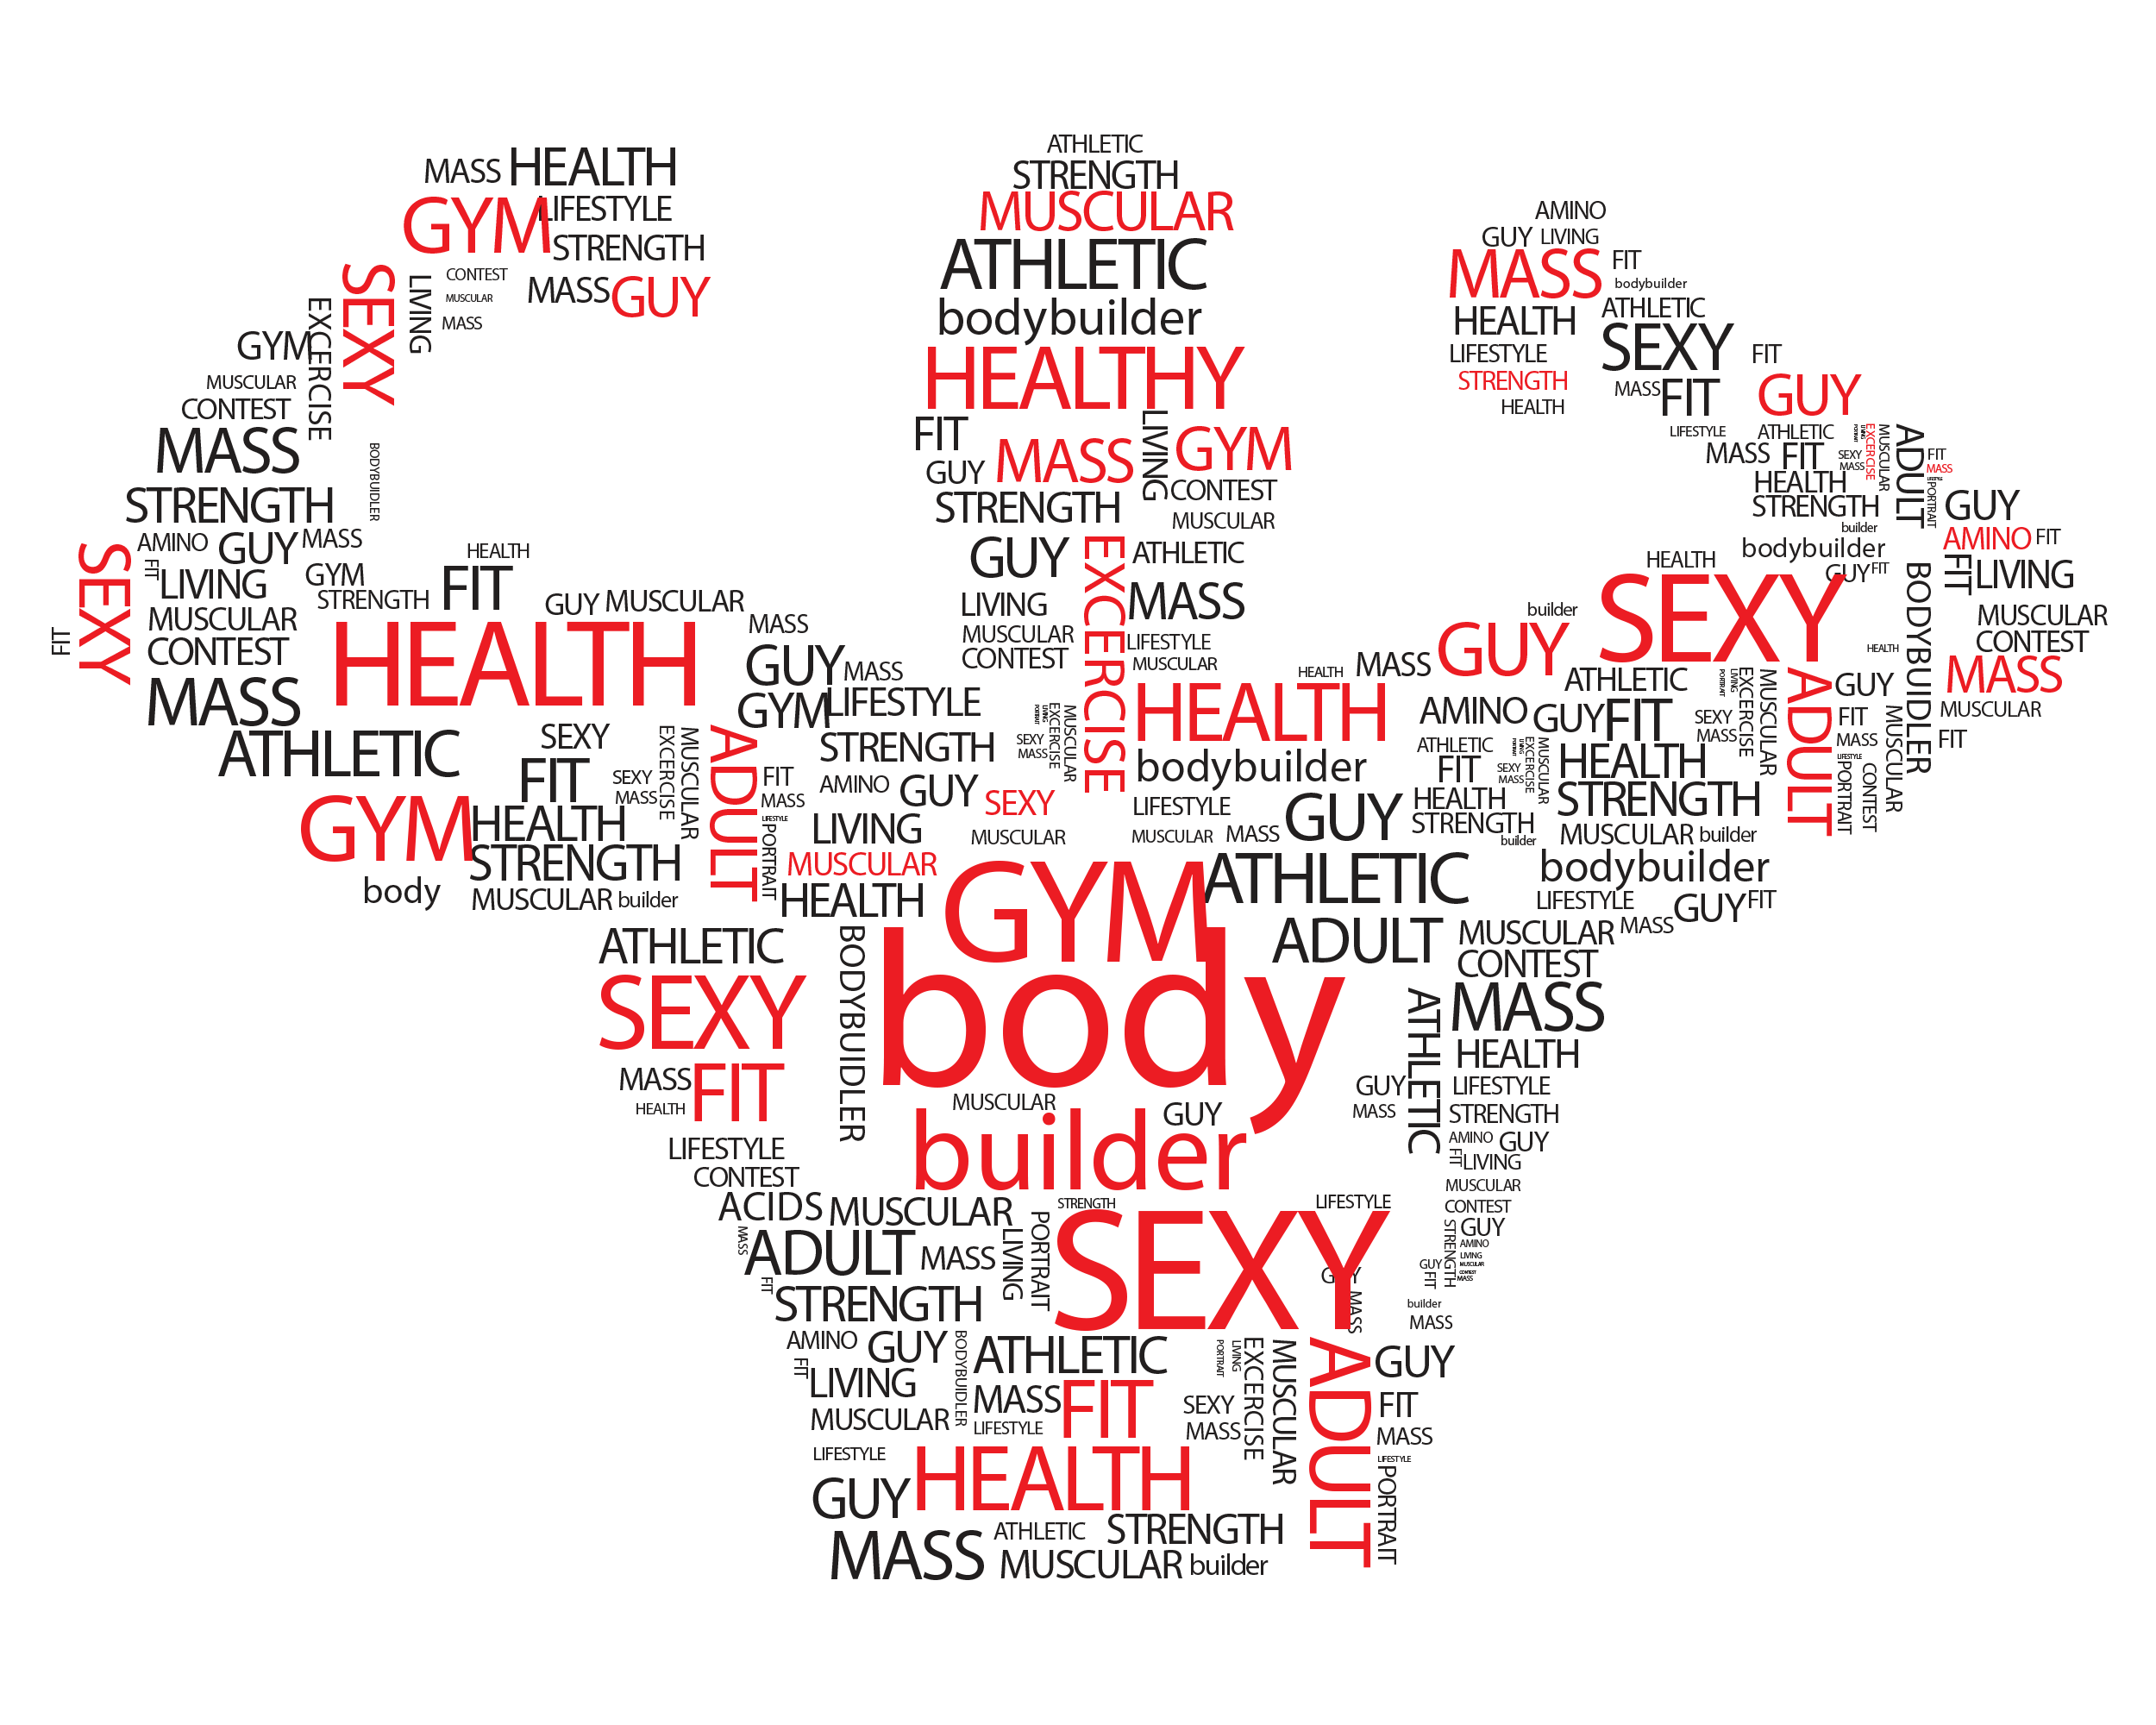 ATHLETIC
MASS HEALTH
STRENGTH
MUSCULAR
GYM LIFESTYLE
STRENGTH
AMINO
GUY LIVING
ATHLETIC
MASS FIT
bodybuilder
SEXY
LIVING
CONTEST
MUSCULAR
MASS
MASS GUY
EXCERCISE
bodybuilder
HEALTH
ATHLETIC
SEXY
GYM
HEALTHY
LIFESTYLE
FIT
STRENGTH
MASS FIT
GUY
HEALTH
MUSCULAR
CONTEST
MASS
BODYBUIDLER
FIT
LIVING
GYM
GUY
MASS
CONTEST
MUSCULAR
STRENGTH
LIFESTYLE
ATHLETIC
MASS FIT
SEXY
MASS
EXCERCISE
MUSCULAR
ADULT
FIT
MASS
PORTRAIT
HEALTH
STRENGTH
builder
bodybuilder
GUY FIT
GUY
AMINO FIT
FIT
LIVING
MUSCULAR
CONTEST
MASS
MUSCULAR
FIT
BODYBUIDLER
HEALTH
STRENGTH
AMINO GUY MASS
SEXY
FIT
LIVING
MUSCULAR
CONTEST
FIT
MASS
ATHLETIC
GYM
STRENGTH
HEALTH
FIT
GUY MUSCULAR
HEALTH
MASS
GUY MASS
GYM LIFESTYLE
STRENGTH
AMINO GUY
LIVING
MUSCULAR
HEALTH
SEXY
FIT
SEXY
MASS
EXCERCISE
MUSCULAR
ADULT
FIT
MASS
LIFESTYLE
PORTRAIT
GYM HEALTH
STRENGTH
body
MUSCULAR builder
GUY
EXCERCISE
ATHLETIC
MASS
LIVING
MUSCULAR
CONTEST
LIFESTYLE
MUSCULAR
PORTRAIT
LIVING
EXCERCISE
MUSCULAR
SEXY
MASS
SEXY
MUSCULAR
HEALTH
HEALTH MASS GUY
builder
bodybuilder
LIFESTYLE
MUSCULAR MASS
GUY
HEALTH
SEXY
AMINO GUY FIT
ATHLETIC
ATHLETIC
FIT
SEXY
MASS
LIVING
EXCERCISE
MUSCULAR
HEALTH
STRENGTH
builder
HEALTH
STRENGTH
MUSCULAR builder
bodybuilder
LIFESTYLE
GUY FIT
MUSCULAR MASS
CONTEST
SEXY
MASS
PORTRAIT
LIVING
EXCERCISE
MUSCULAR
ADULT
GUY
FIT
MASS
LIFESTYLE
PORTRAIT
CONTEST
MUSCULAR
ATHLETIC
SEXY
MASS FIT
HEALTH
BODYBUIDLER
GYM
ATHLETIC
ADULT
body
MUSCULAR
GUY
builder
ATHLETIC
MASS
HEALTH
GUY
MASS
LIFESTYLE
STRENGTH
AMINO GUY
FIT
LIVING
MUSCULAR
CONTEST
STRENGTH
GUY
AMINO
LIVING
MUSCULAR
CONTEST
MASS
GUY
FIT
builder
MASS
LIFESTYLE
CONTEST
ACIDS MUSCULAR
STRENGTH
LIFESTYLE
MASS
ADULT MASS
LIVING
PORTRAIT
SEXY
GUY
MASS
FIT
STRENGTH
AMINO GUY
FIT
LIVING
MUSCULAR
BODYBUIDLER
ATHLETIC
MASS FIT
LIFESTYLE
SEXY
MASS
PORTRAIT
LIVING
EXCERCISE
MUSCULAR
ADULT
GUY
FIT
MASS
LIFESTYLE
PORTRAIT
LIFESTYLE
GUY HEALTH
MASS ATHLETIC STRENGTH
MUSCULAR builder